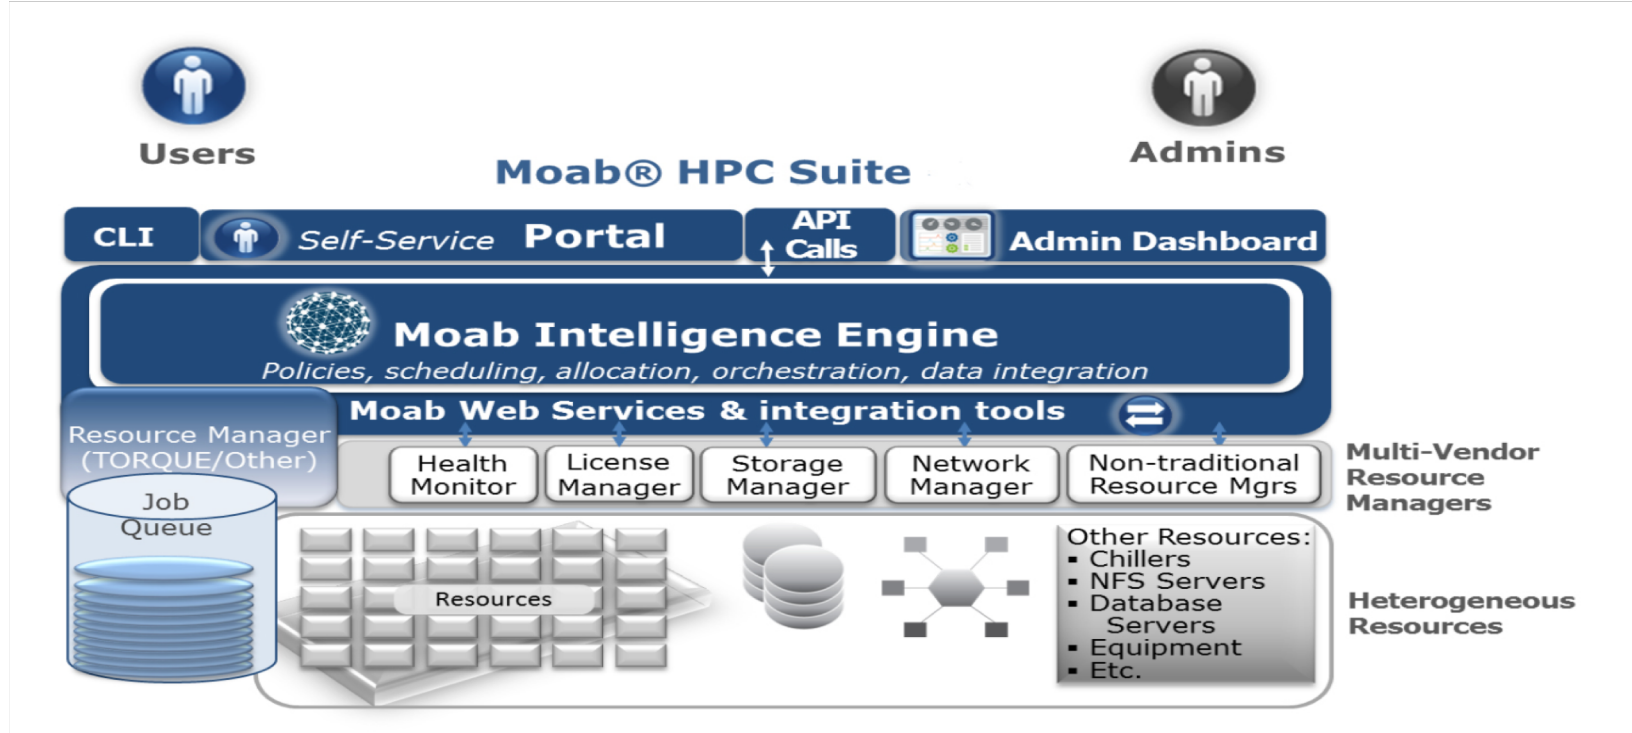 Users
Admins
Moab® HPC Suite
CLI
Self-Service Portal
API
Calls
Admin Dashboard
Moab Intelligence Engine
Policies, scheduling, allocation, orchestration, data integration
Moab Web Services & integration tools
Resource Manager
(TORQUE/Other)
Job
Queue
Health
Monitor
License
Manager
Storage
Manager
Network
Manager
Non-traditional
Resource Mgrs
Multi-Vendor
Resource
Managers
Resources
Other Resources:
▪ Chillers
▪ NFS Servers
▪ Database
Servers
▪ Equipment
▪ Etc.
Heterogeneous
Resources